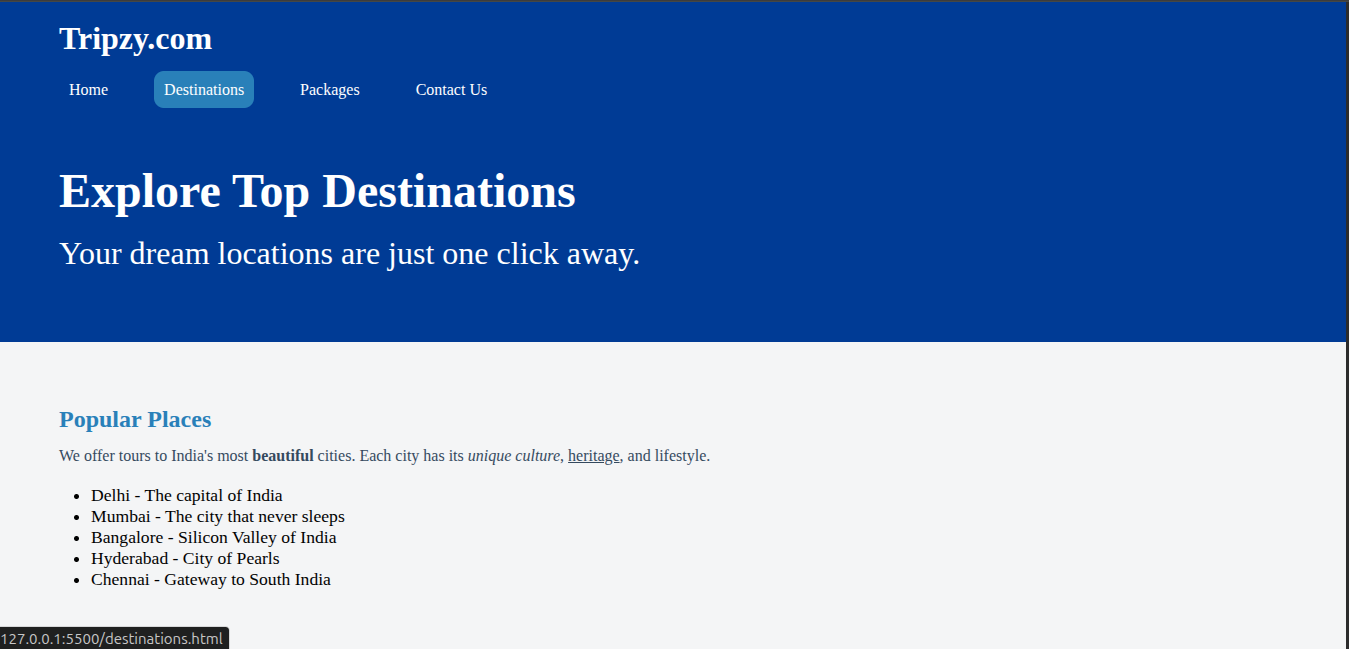 Tripzy.com
Home Destinations Packages Contact Us
Explore Top Destinations
Your dream locations are just one click away.
Popular Places
We offer tours to India's most beautiful cities. Each city has its unique culture, heritage, and lifestyle.
• Delhi - The capital of India
• Mumbai - The city that never sleeps
• Bangalore - Silicon Valley of India
• Hyderabad - City of Pearls
• Chennai - Gateway to South India
127.0.0.1:5500/destinations.html